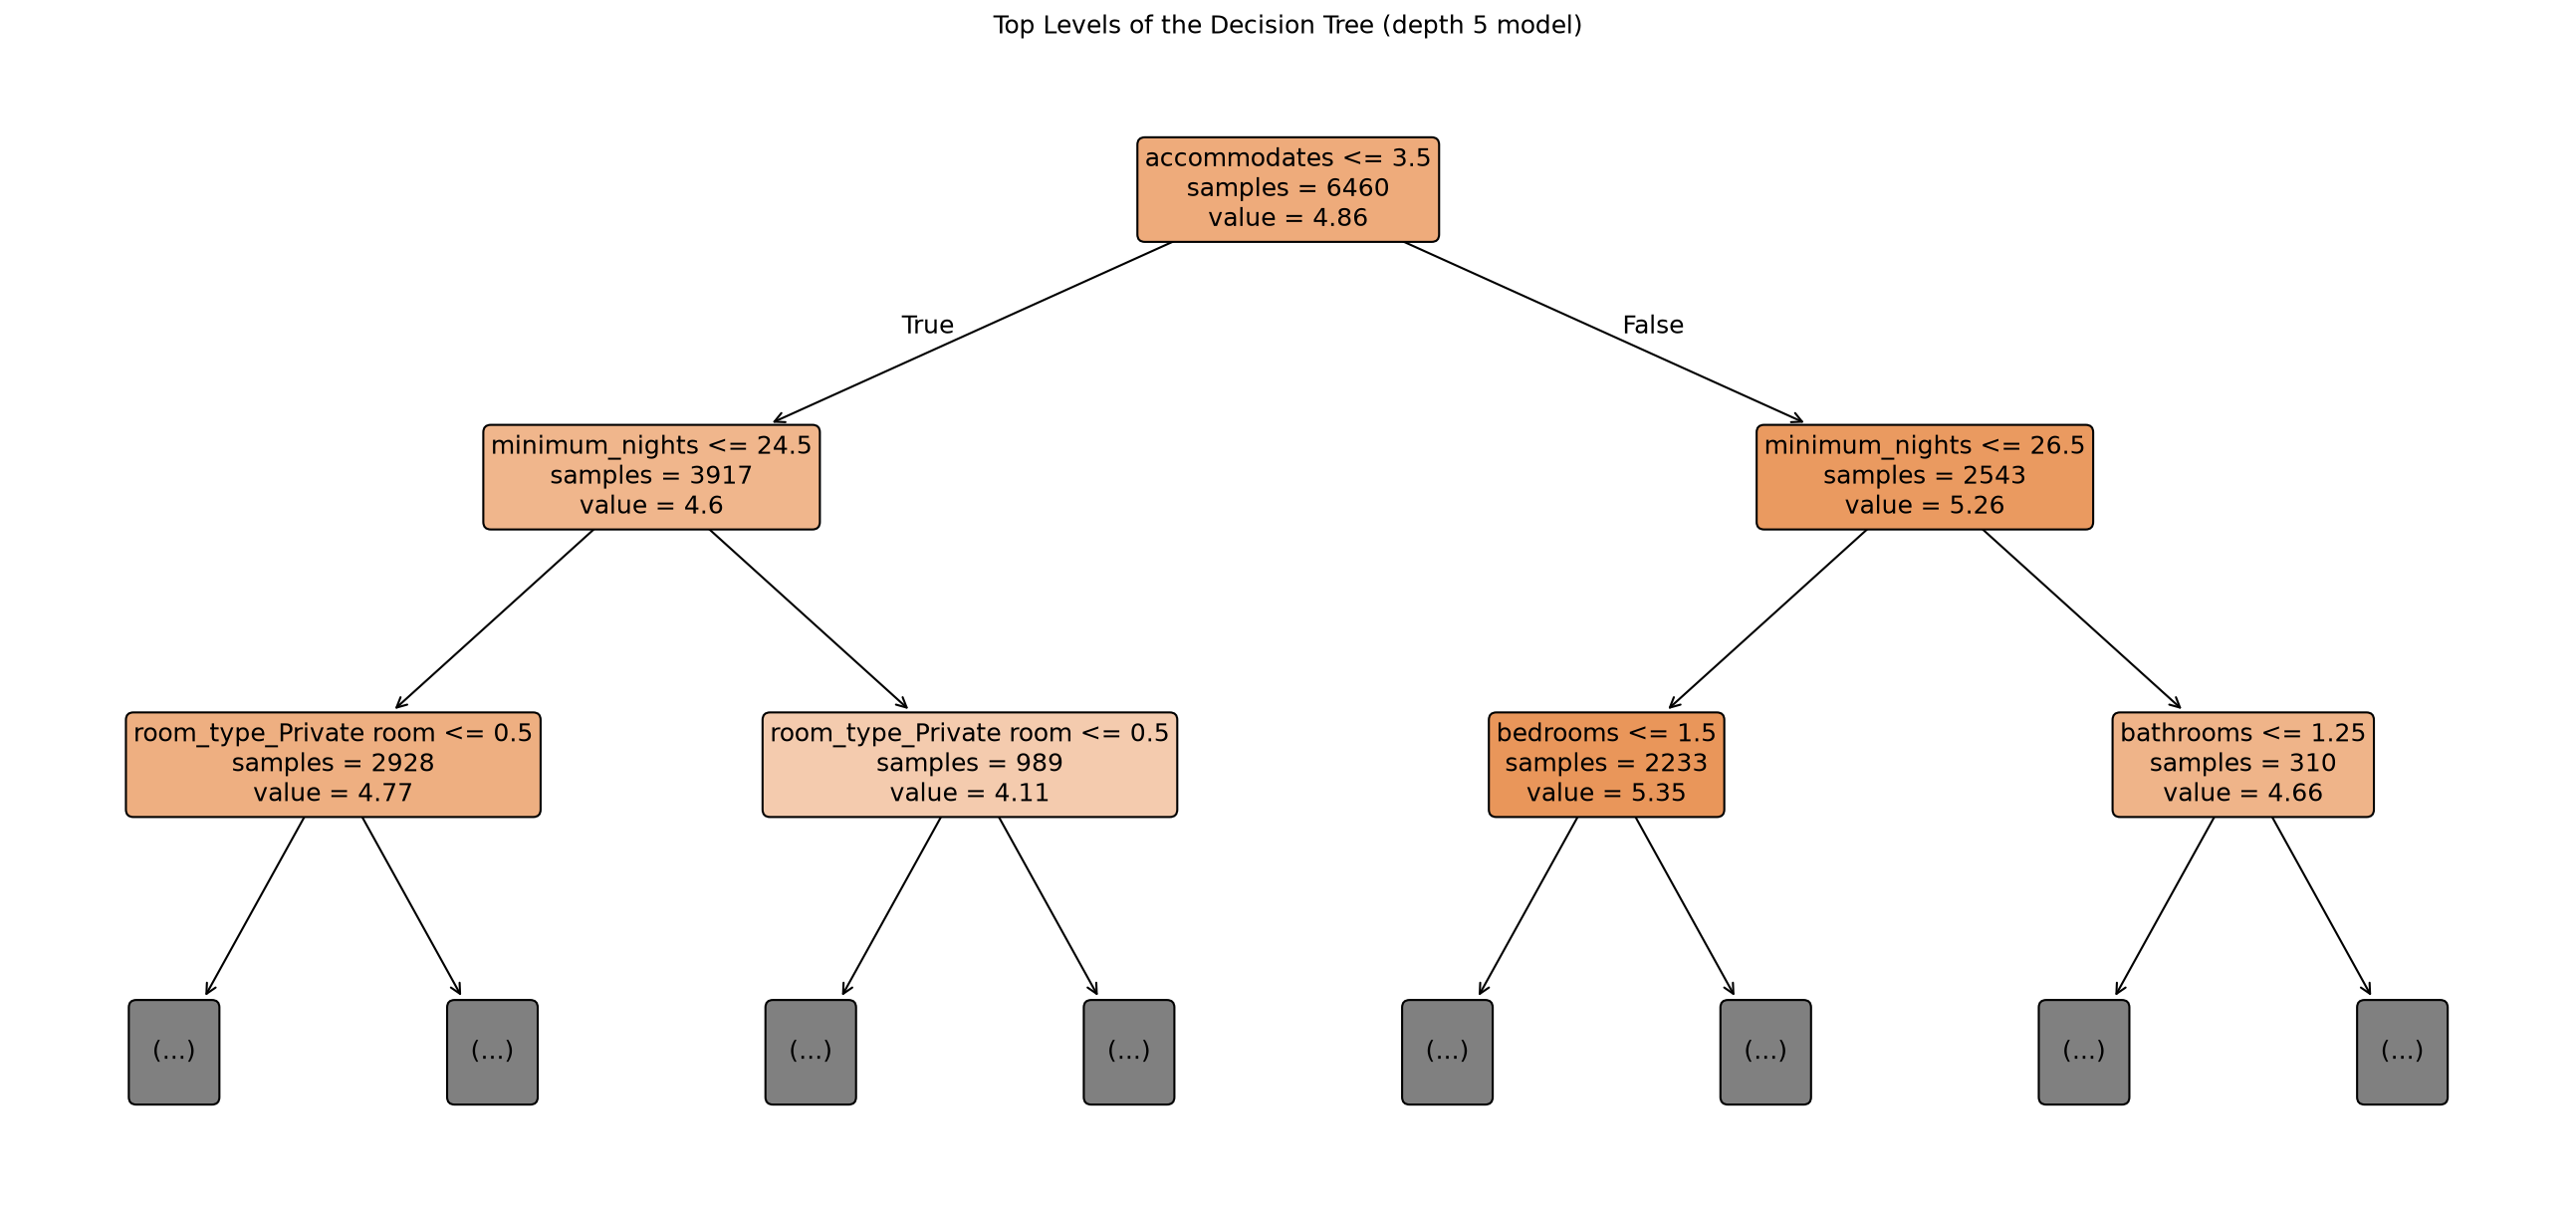 Top Levels of the Decision Tree (depth 5 model)
accommodates <= 3.5
samples = 6460
value = 4.86
True
False
minimum_nights <= 24.5
samples = 3917
value = 4.6
minimum_nights <= 26.5
samples = 2543
value = 5.26
room_type_Private room <= 0.5
samples = 2928
value = 4.77
room_type_Private room <= 0.5
samples = 989
value = 4.11
bedrooms <= 1.5
samples = 2233
value = 5.35
bathrooms <= 1.25
samples = 310
value = 4.66
(...)
(...)
(...)
(...)
(...)
(...)
(...)
(...)